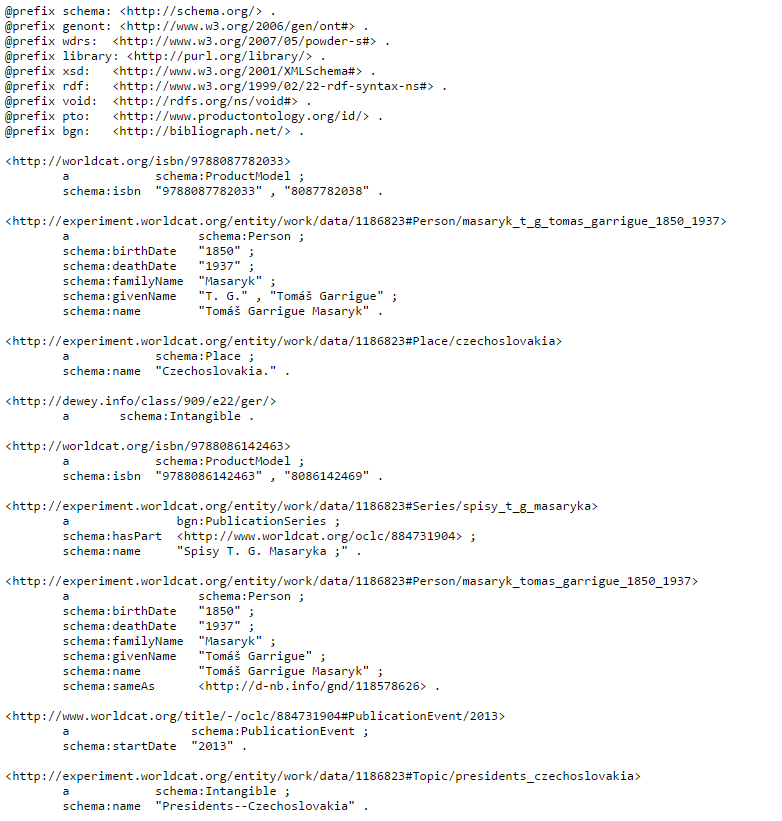 @prefix schema: <http://schema.org/> .
@prefix genont: <http://www.w3.org/2006/gen/ont#> .
@prefix wdrs:  <http://www.w3.org/2007/05/powder-s#> .
@prefix library: <http://purl.org/library/> .
@prefix xsd:   <http://www.w3.org/2001/XMLSchema#> .
@prefix rdf:   <http://www.w3.org/1999/02/22-rdf-syntax-ns#> .
@prefix void:  <http://rdfs.org/ns/void#> .
@prefix pto:   <http://www.productontology.org/id/> .
@prefix bgn:   <http://bibliograph.net/> .

<http://worldcat.org/isbn/9788087782033>
        a            schema:ProductModel ;
        schema:isbn  "9788087782033" , "8087782038" .

<http://experiment.worldcat.org/entity/work/data/1186823#Person/masaryk_t_g_tomas_garrigue_1850_1937>
        a                  schema:Person ;
        schema:birthDate   "1850" ;
        schema:deathDate   "1937" ;
        schema:familyName  "Masaryk" ;
        schema:givenName   "T. G." , "Tomáš Garrigue" ;
        schema:name        "Tomáš Garrigue Masaryk" .

<http://experiment.worldcat.org/entity/work/data/1186823#Place/czechoslovakia>
        a            schema:Place ;
        schema:name  "Czechoslovakia." .

<http://dewey.info/class/909/e22/ger/>
        a       schema:Intangible .

<http://worldcat.org/isbn/9788086142463>
        a            schema:ProductModel ;
        schema:isbn  "9788086142463" , "8086142469" .

<http://experiment.worldcat.org/entity/work/data/1186823#Series/spisy_t_g_masaryka>
        a               bgn:PublicationSeries ;
        schema:hasPart  <http://www.worldcat.org/oclc/884731904> ;
        schema:name     "Spisy T. G. Masaryka ;" .

<http://experiment.worldcat.org/entity/work/data/1186823#Person/masaryk_tomas_garrigue_1850_1937>
        a                  schema:Person ;
        schema:birthDate   "1850" ;
        schema:deathDate   "1937" ;
        schema:familyName  "Masaryk" ;
        schema:givenName   "Tomáš Garrigue" ;
        schema:name        "Tomáš Garrigue Masaryk" ;
        schema:sameAs      <http://d-nb.info/gnd/118578626> .

<http://www.worldcat.org/title/-/oclc/884731904#PublicationEvent/2013>
        a                 schema:PublicationEvent ;
        schema:startDate  "2013" .

<http://experiment.worldcat.org/entity/work/data/1186823#Topic/presidents_czechoslovakia>
        a            schema:Intangible ;
        schema:name  "Presidents--Czechoslovakia" .